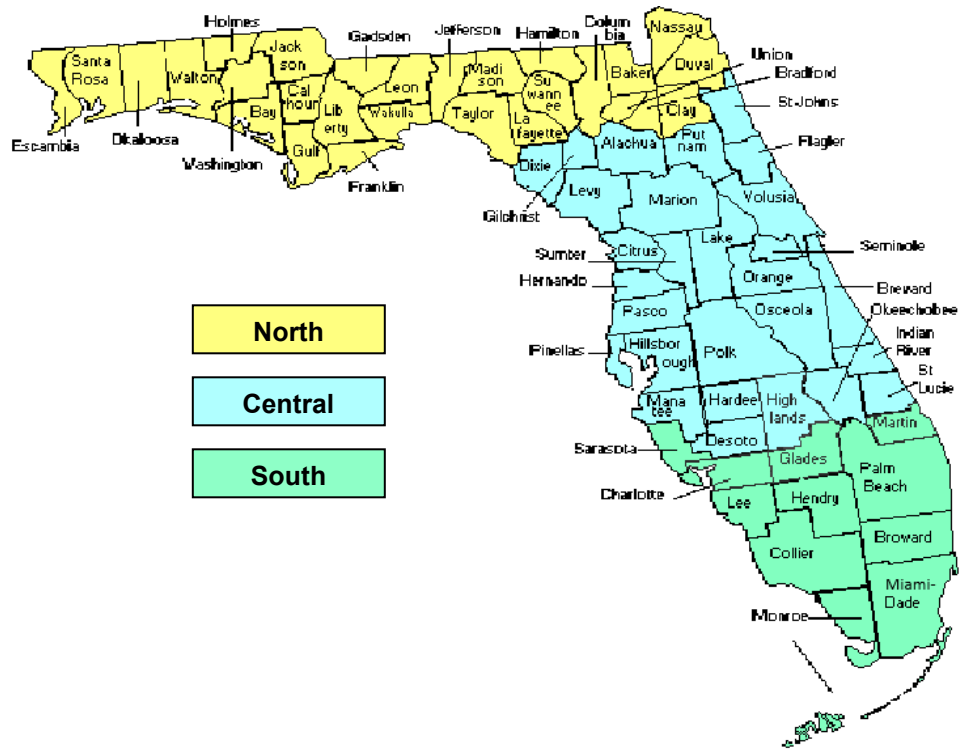 Holmes
Gadsden
Jefferson
Hamilton
Colum
bia
Nassau
Santa
Rosa
Walton
Jack
son
Leon
Madi
son
Su
wann
ee
Baker
Duval
Union
Bradford
Bay
Cal
houn
Lib
erty
Wakulla
Taylor
La
fayette
Clay
St Johns
Escambia
Okaloosa
Washington
Gulf
Franklin
Dixie
Alachua
Put
nam
Flagler
Gilchrist
Levy
Marion
Volusia
Sumter
Citrus
Lake
Seminole
Hernando
Orange
Brevard
Pasco
Osceola
Okeechobee
North
Pinellas
Hillsbor
ough
Polk
Indian
River
St
Lucie
Central
Mana
tee
Hardee
High
lands
Martin
Sarasota
Desoto
South
Glades
Palm
Beach
Charlotte
Lee
Hendry
Collier
Broward
Miami-
Dade
Monroe